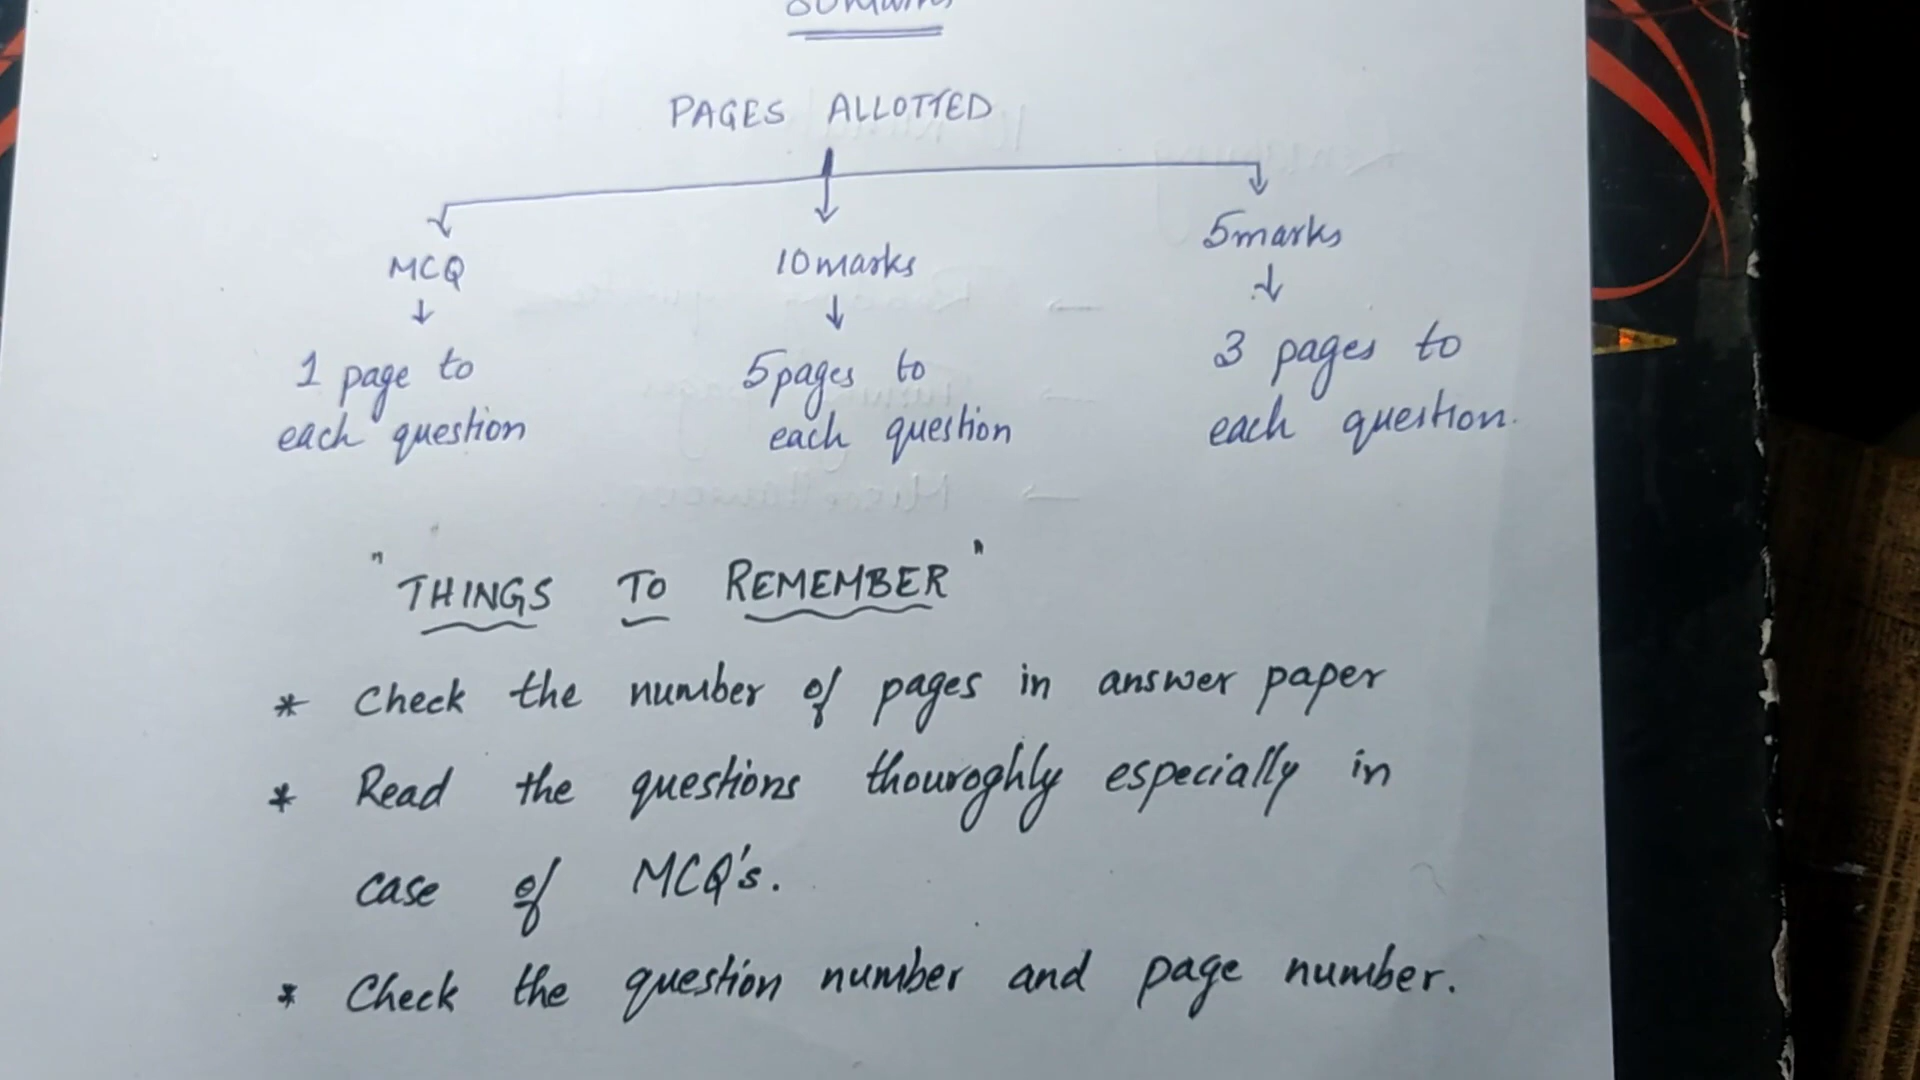 PAGES ALLOTTED
MCQ
10marks
5marks
1 page to
each question
5pages to
each question
3 pages to
each question.
"THINGS TO REMEMBER"
* Check the number of pages in answer paper
* Read the questions thouroghly especially in
case of MCQ's.
* Check the question number and page number.